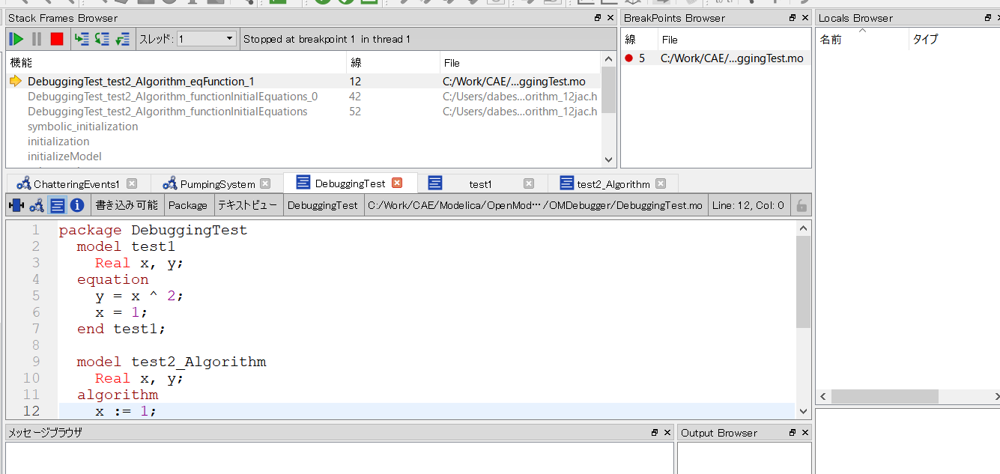 Stack Frames Browser
スレッド: 1
Stopped at breakpoint 1 in thread 1
機能 線 File
DebuggingTest_test2_Algorithm_eqFunction_1 12 C:/Work/CAE/…ggingTest.mo
DebuggingTest_test2_Algorithm_functionInitialEquations_0 42 C:/Users/dabes…orithm_12jac.h
DebuggingTest_test2_Algorithm_functionInitialEquations 52 C:/Users/dabes…orithm_12jac.h
symbolic_initialization
initialization
initializeModel
BreakPoints Browser
線 File
5 C:/Work/CAE/…ggingTest.mo
Locals Browser
名前 タイプ
ChatteringEvents1 PumpingSystem DebuggingTest test1 test2_Algorithm
書き込み可能 Package テキストビュー DebuggingTest C:/Work/CAE/Modelica/OpenMod…/OMDebugger/DebuggingTest.mo Line: 12, Col: 0
1 package DebuggingTest
2 model test1
3 Real x, y;
4 equation
5 y = x ^ 2;
6 x = 1;
7 end test1;
8
9 model test2_Algorithm
10 Real x, y;
11 algorithm
12 x := 1;
メッセージブラウザ
Output Browser